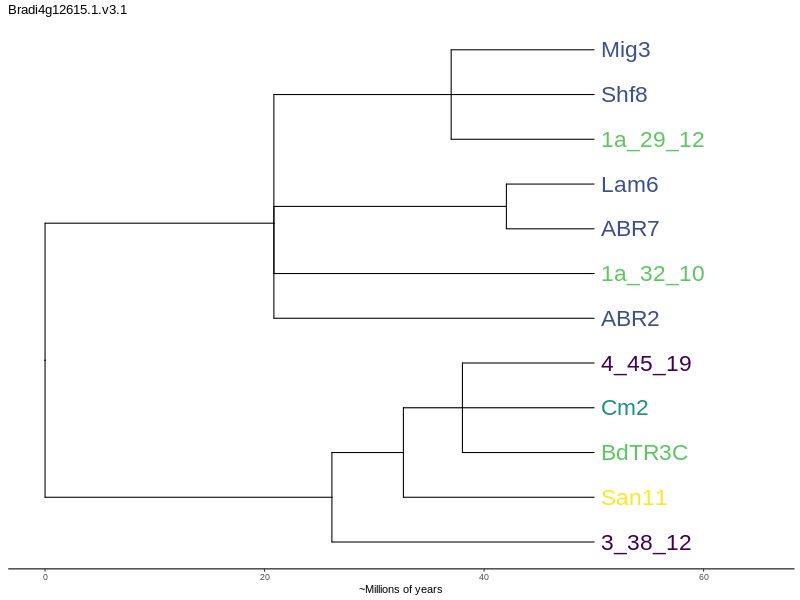 Bradi4g12615.1.v3.1
Mig3
Shf8
1a_29_12
Lam6
ABR7
1a_32_10
ABR2
4_45_19
Cm2
BdTR3C
San11
3_38_12
0 20 40 60
~Millions of years